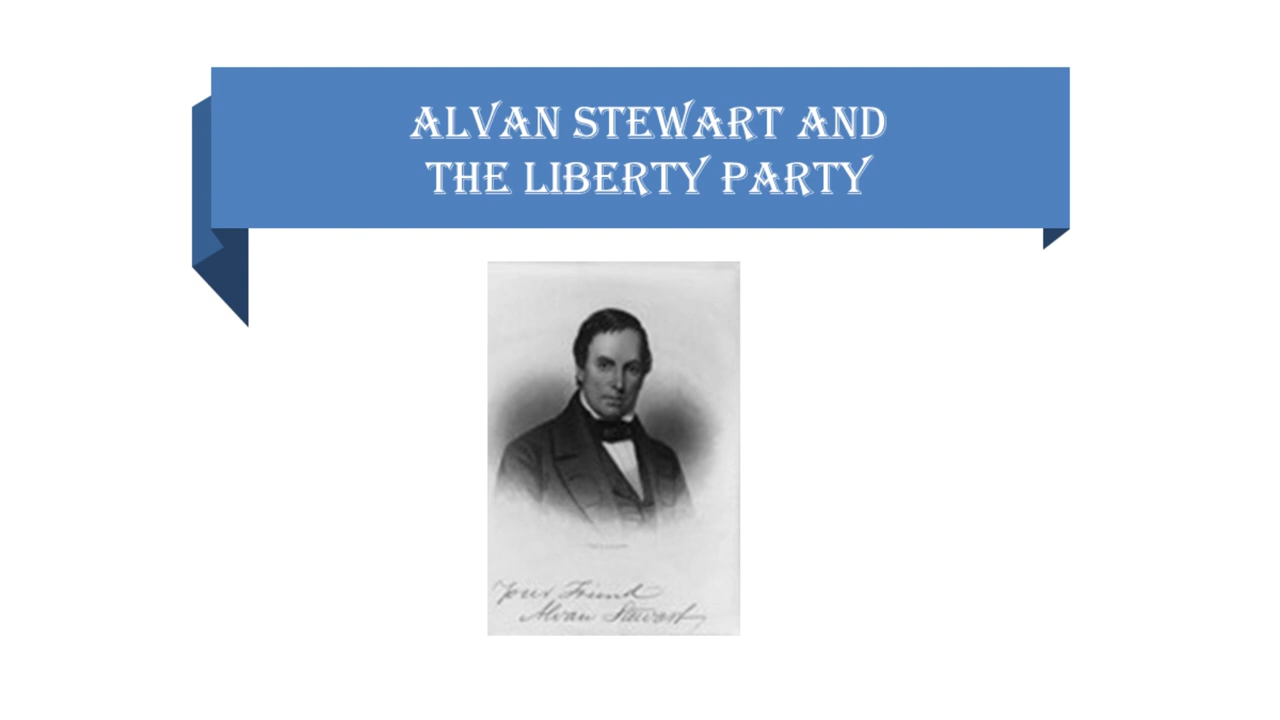 ALVAN STEWART AND
THE LIBERTY PARTY
Your Friend
Alvan Stewart